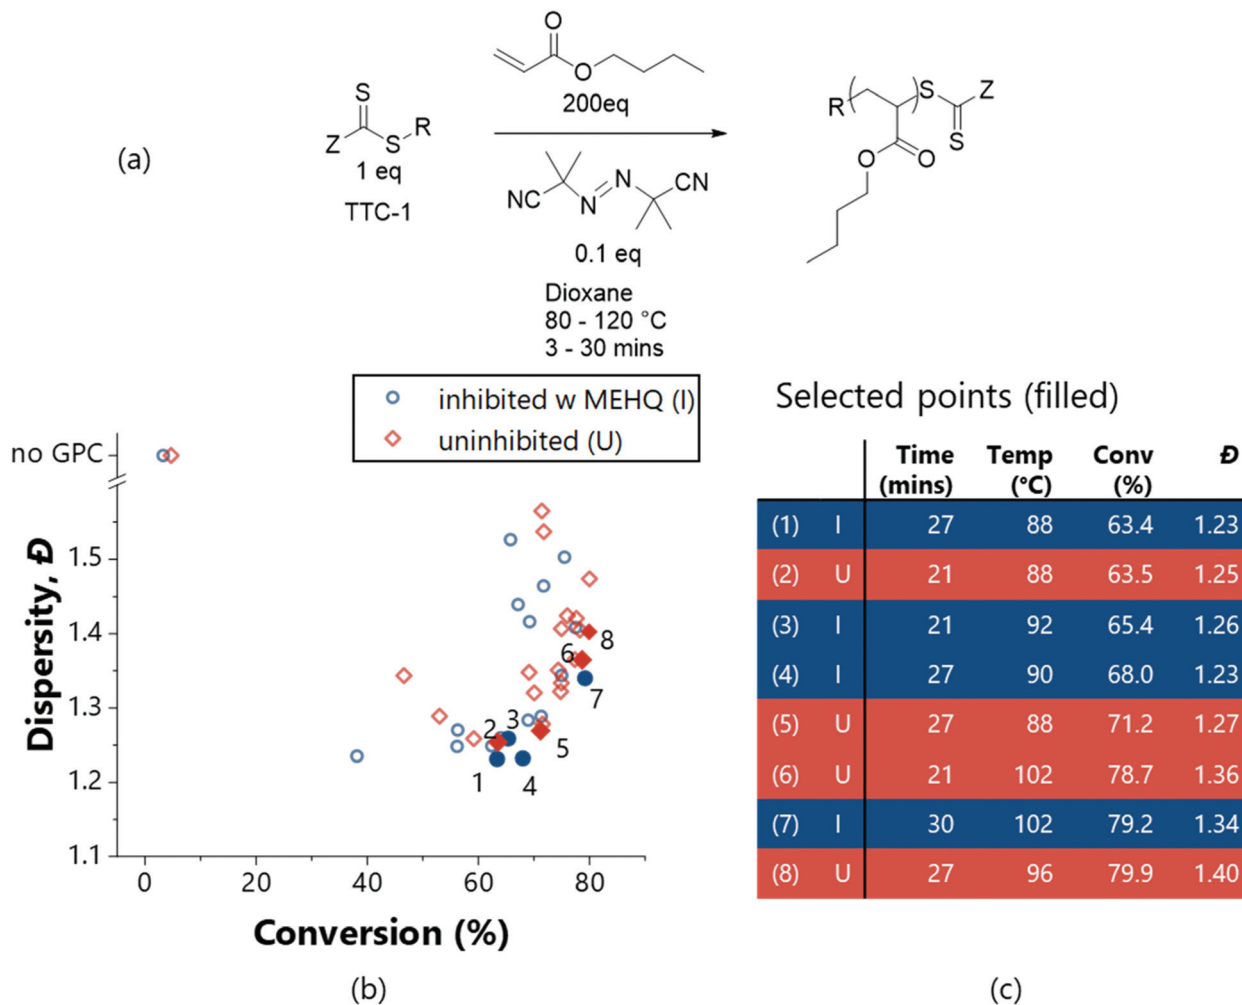 (a)
S
Z
S
R
1 eq
TTC-1
O
O
200eq
NC
N
N
CN
0.1 eq
Dioxane
80 - 120 °C
3 - 30 mins
R
S
Z
S
O
O
inhibited w MEHQ (I)
uninhibited (U)
no GPC
1.5
1.4
1.3
1.2
1.1
Dispersity, Đ
0
20
40
60
80
Conversion (%)
1
2
3
4
5
6
7
8
(b)
Selected points (filled)
Time (mins) Temp (°C) Conv (%) Đ
(1) I 27 88 63.4 1.23
(2) U 21 88 63.5 1.25
(3) I 21 92 65.4 1.26
(4) I 27 90 68.0 1.23
(5) U 27 88 71.2 1.27
(6) U 21 102 78.7 1.36
(7) I 30 102 79.2 1.34
(8) U 27 96 79.9 1.40
(c)